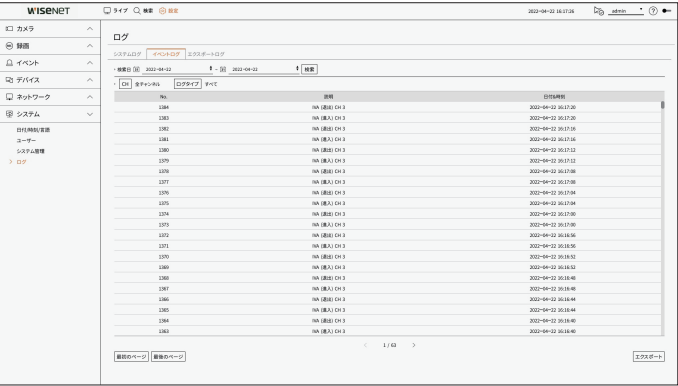 WISENET
ライブ 検索 設定 2022-04-22 16:17:26 admin
カメラ
録画
イベント
デバイス
ネットワーク
システム
日付/時刻/言語
ユーザー
システム管理
> ログ
ログ
システムログ イベントログ エクスポートログ
・検索日 2022-04-22 ~ 2022-04-22 検索
・ CH 全チャンネル ログタイプ すべて
No. 説明 日付&時刻
1384 IVA (退出) CH 3 2022-04-22 16:17:20
1383 IVA (進入) CH 3 2022-04-22 16:17:20
1382 IVA (退出) CH 3 2022-04-22 16:17:16
1381 IVA (進入) CH 3 2022-04-22 16:17:16
1380 IVA (退出) CH 3 2022-04-22 16:17:12
1379 IVA (進入) CH 3 2022-04-22 16:17:12
1378 IVA (退出) CH 3 2022-04-22 16:17:08
1377 IVA (進入) CH 3 2022-04-22 16:17:08
1376 IVA (退出) CH 3 2022-04-22 16:17:04
1375 IVA (進入) CH 3 2022-04-22 16:17:04
1374 IVA (退出) CH 3 2022-04-22 16:17:00
1373 IVA (進入) CH 3 2022-04-22 16:17:00
1372 IVA (退出) CH 3 2022-04-22 16:16:56
1371 IVA (進入) CH 3 2022-04-22 16:16:56
1370 IVA (退出) CH 3 2022-04-22 16:16:52
1369 IVA (進入) CH 3 2022-04-22 16:16:52
1368 IVA (退出) CH 3 2022-04-22 16:16:48
1367 IVA (進入) CH 3 2022-04-22 16:16:48
1366 IVA (退出) CH 3 2022-04-22 16:16:44
1365 IVA (進入) CH 3 2022-04-22 16:16:44
1364 IVA (退出) CH 3 2022-04-22 16:16:40
1363 IVA (進入) CH 3 2022-04-22 16:16:40
< 1 / 63 >
最初のページ 最後のページ エクスポート